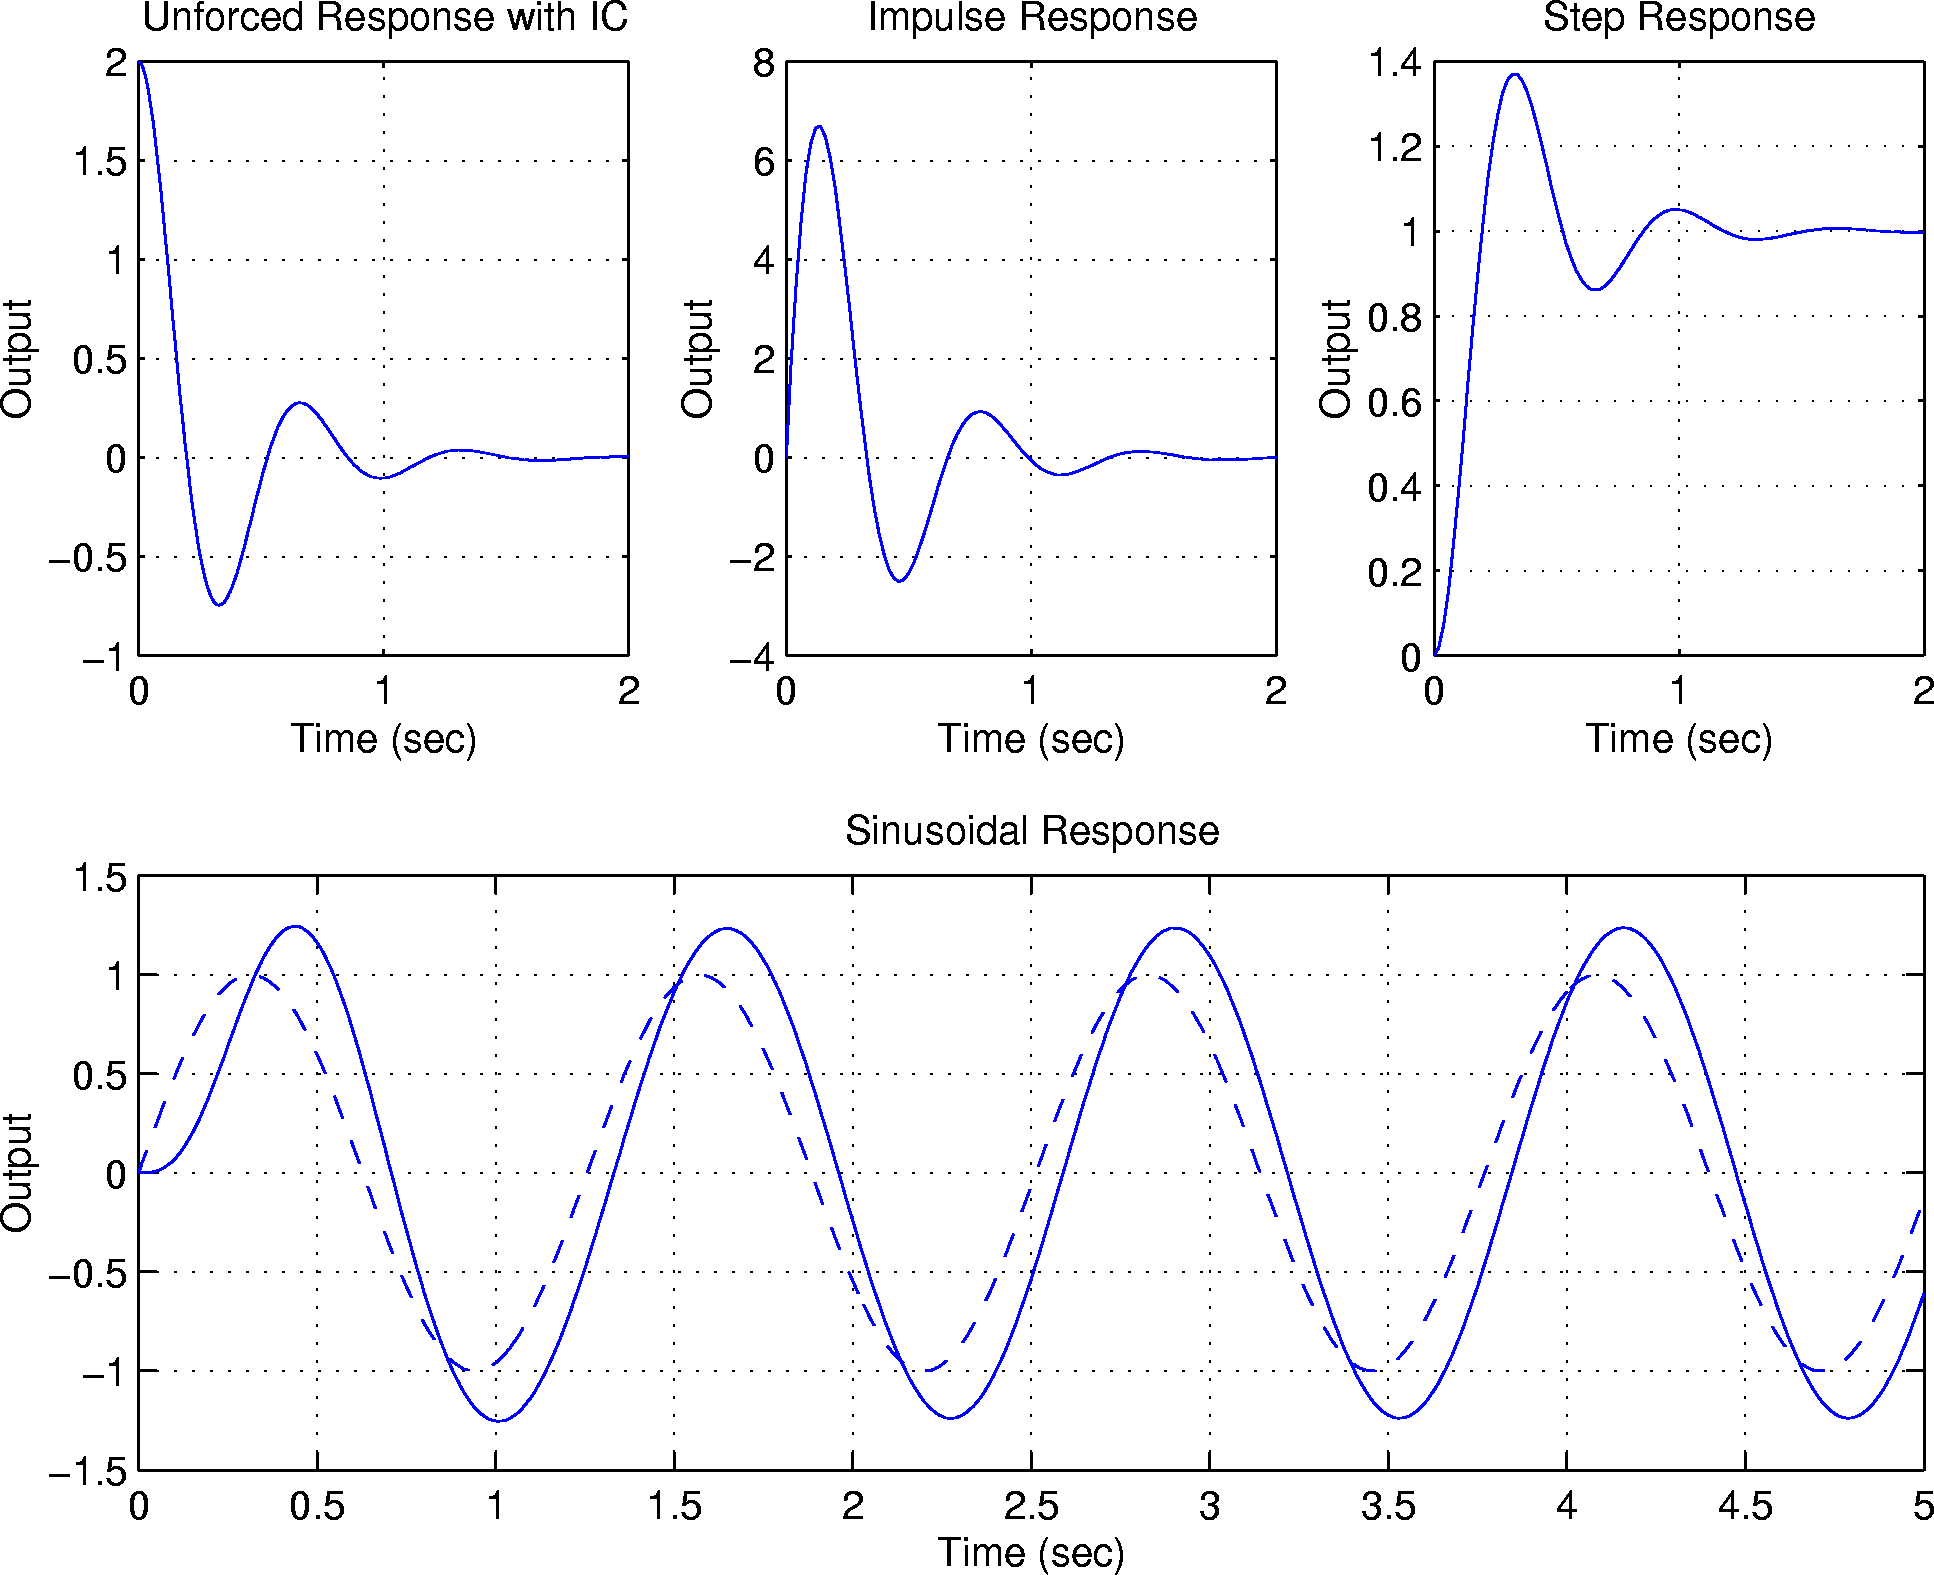 Unforced Response with IC
Impulse Response
Step Response
2
1.5
1
0.5
0
−0.5
−1
Output
0 1 2
Time (sec)
8
6
4
2
0
−2
−4
Output
0 1 2
Time (sec)
1.4
1.2
1
0.8
0.6
0.4
0.2
0
Output
0 1 2
Time (sec)
Sinusoidal Response
1.5
1
0.5
0
−0.5
−1
−1.5
Output
0 0.5 1 1.5 2 2.5 3 3.5 4 4.5 5
Time (sec)